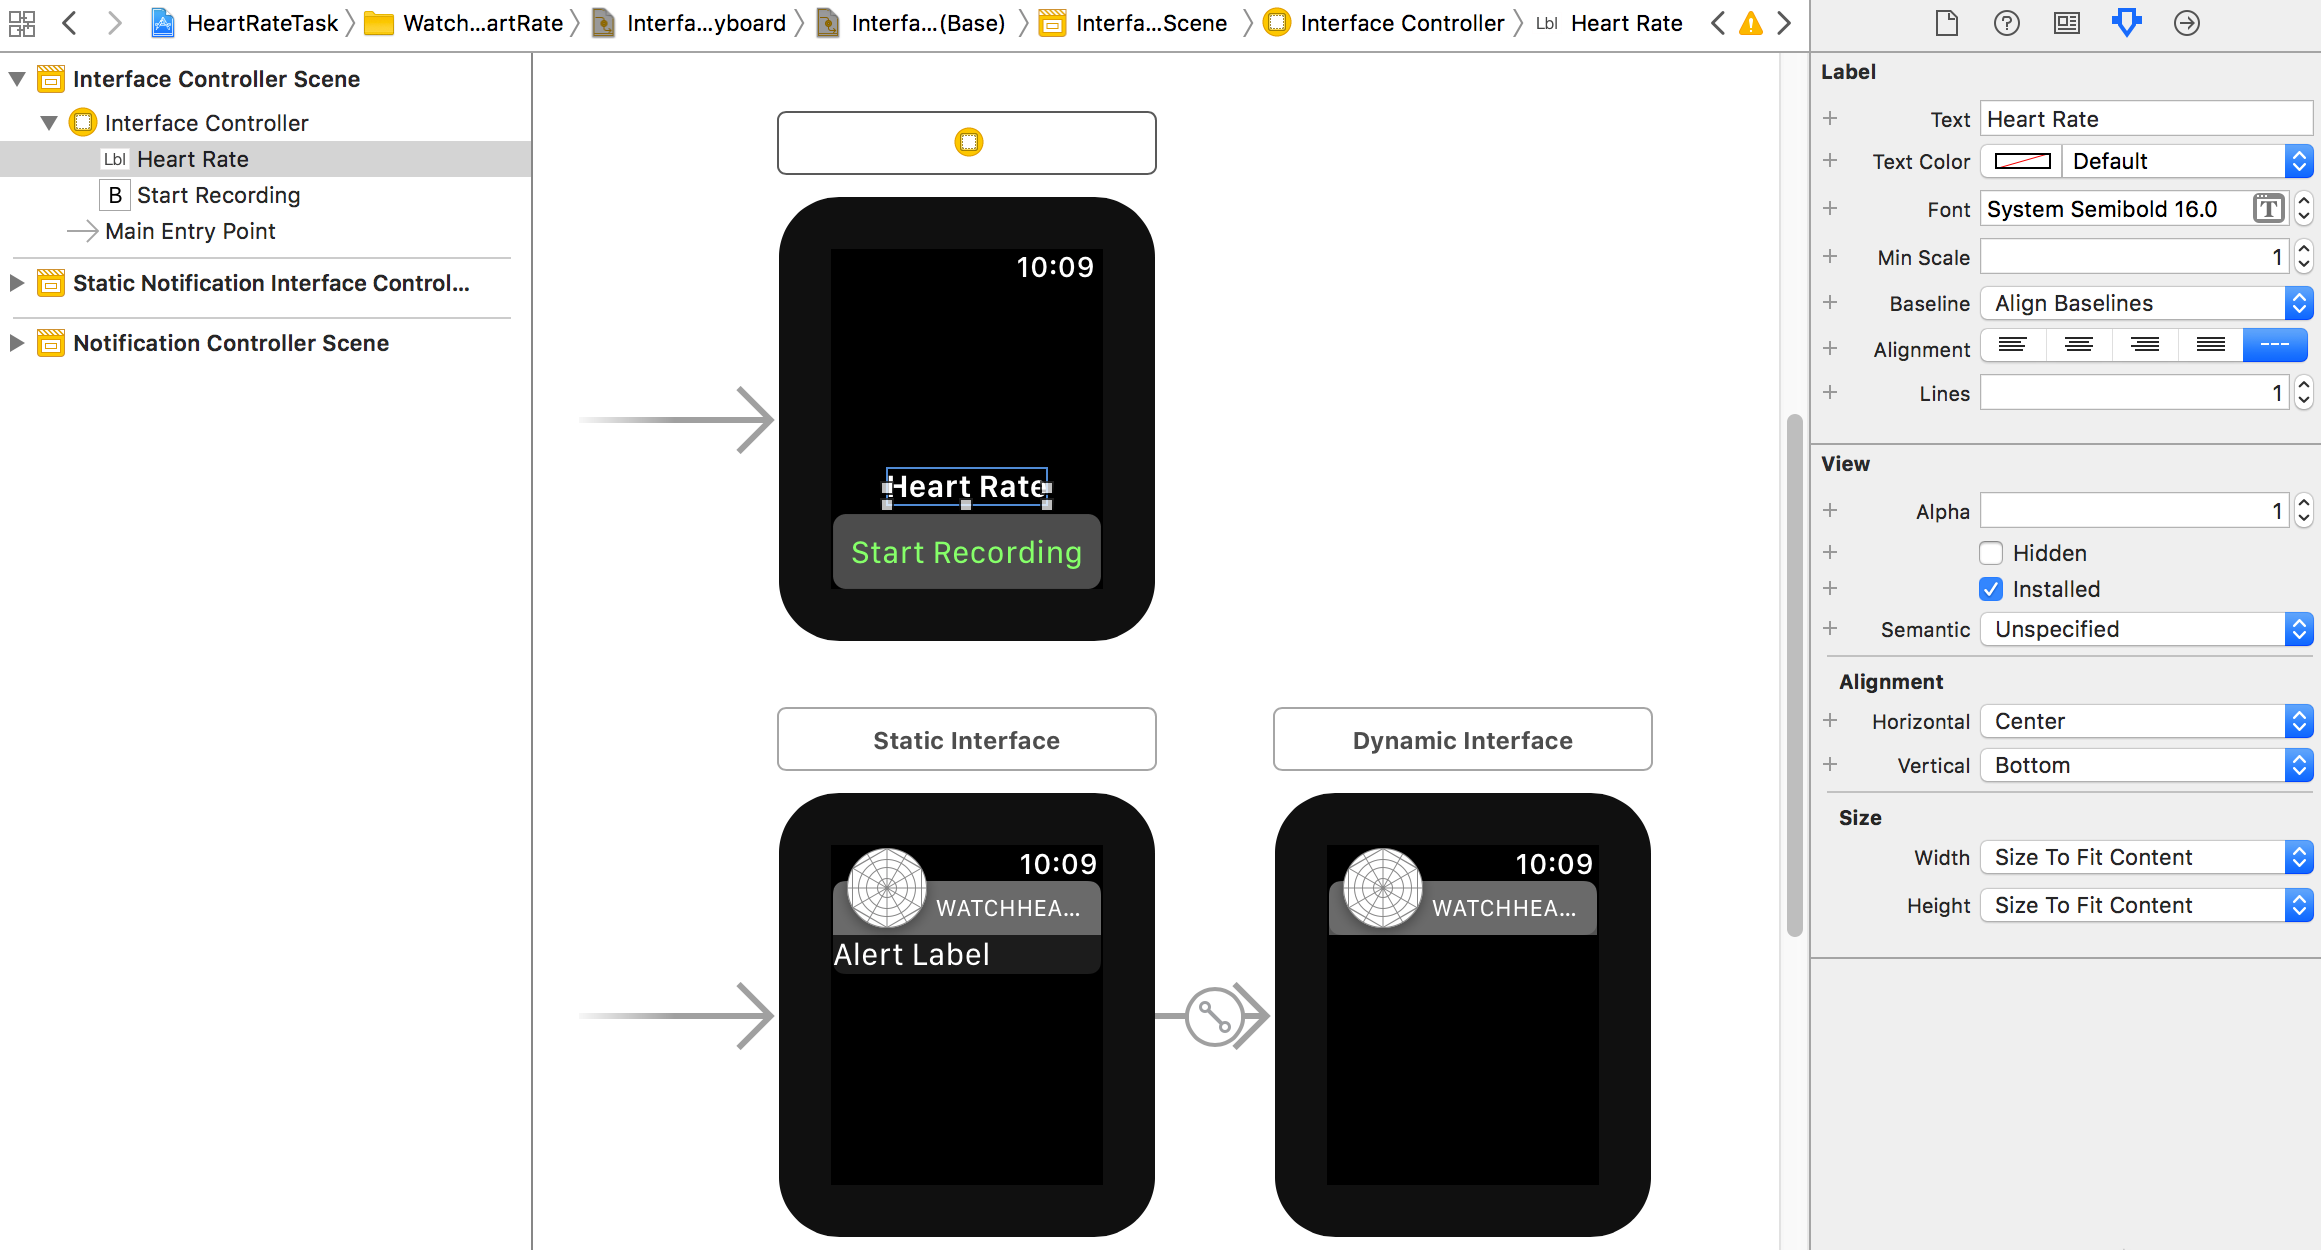 HeartRateTask Watch...artRate Interfa...yboard Interfa...(Base) Interfa...Scene Interface Controller Lbl Heart Rate
Interface Controller Scene
Interface Controller
Lbl Heart Rate
B Start Recording
Main Entry Point
Static Notification Interface Control...
Notification Controller Scene
10:09
Heart Rate
Start Recording
Static Interface
10:09
WATCHHEA...
Alert Label
Dynamic Interface
10:09
WATCHHEA...
Label
Text Heart Rate
Text Color Default
Font System Semibold 16.0 T
Min Scale 1
Baseline Align Baselines
Alignment
Lines 1
View
Alpha 1
Hidden
Installed
Semantic Unspecified
Alignment
Horizontal Center
Vertical Bottom
Size
Width Size To Fit Content
Height Size To Fit Content